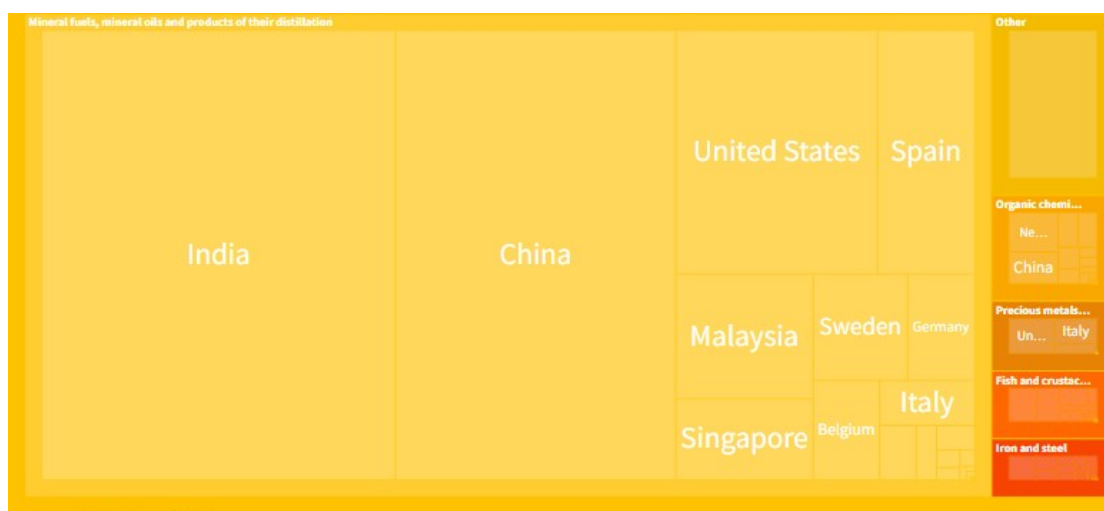 Mineral fuels, mineral oils and products of their distillation
India
China
United States
Spain
Malaysia
Sweden
Germany
Singapore
Belgium
Italy
Other
Organic chemi...
Ne...
China
Precious metals...
Un...
Italy
Fish and crustac...
Iron and steel